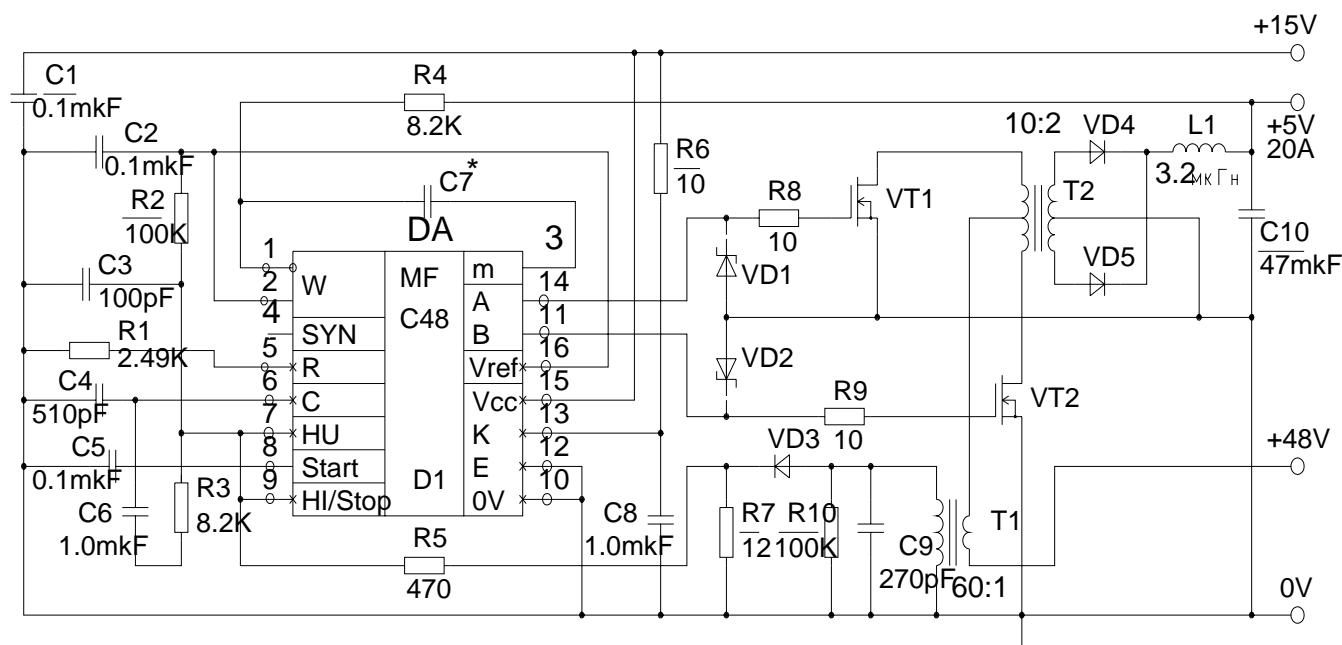 +15V
C1
0.1mkF
R4
8.2K
+5V
20A
C2
0.1mkF
C7*
R6
10
10:2
VD4
L1
3.2 мкГн
R2
100K
DA
R8
10
VT1
T2
C10
47mkF
C3
100pF
VD1
VD5
R1
2.49K
VD2
C4
510pF
R9
10
VT2
C5
0.1mkF
VD3
+48V
C6
1.0mkF
R3
8.2K
R5
470
C8
1.0mkF
R7
12
R10
100K
C9
270pF
T1
60:1
0V
1
2
4
5
6
7
8
9
W
SYN
R
C
HU
Start
HI/Stop
MF
C48
D1
m
A
B
Vref
Vcc
K
E
0V
3
14
11
16
15
13
12
10